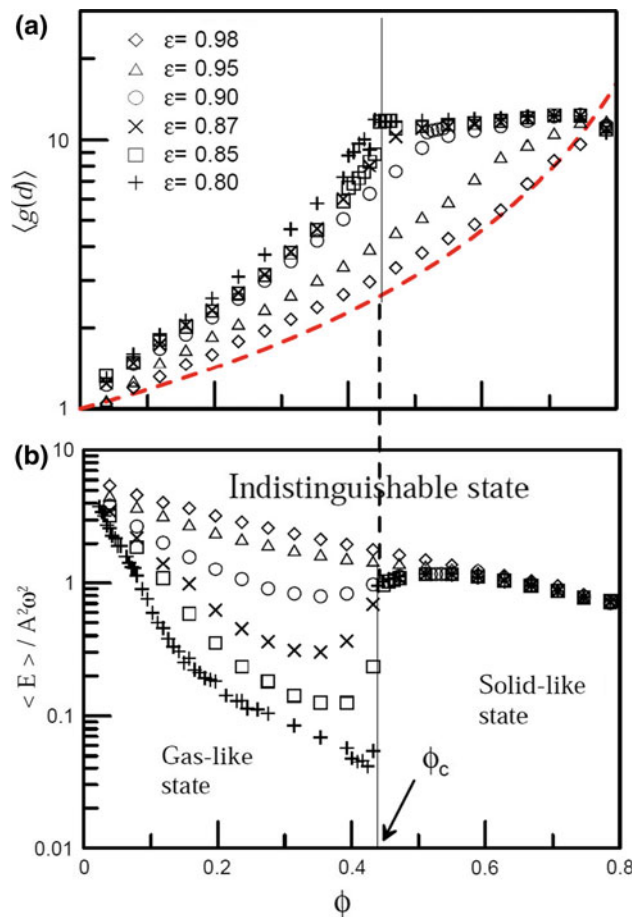 (a)
ε= 0.98
ε= 0.95
ε= 0.90
ε= 0.87
ε= 0.85
ε= 0.80
10
1
⟨g(d)⟩
(b)
10
1
0.1
0.01
< E > / A²ω²
Indistinguishable state
Solid-like
state
Gas-like
state
ϕc
0 0.2 0.4 0.6 0.8
ϕ